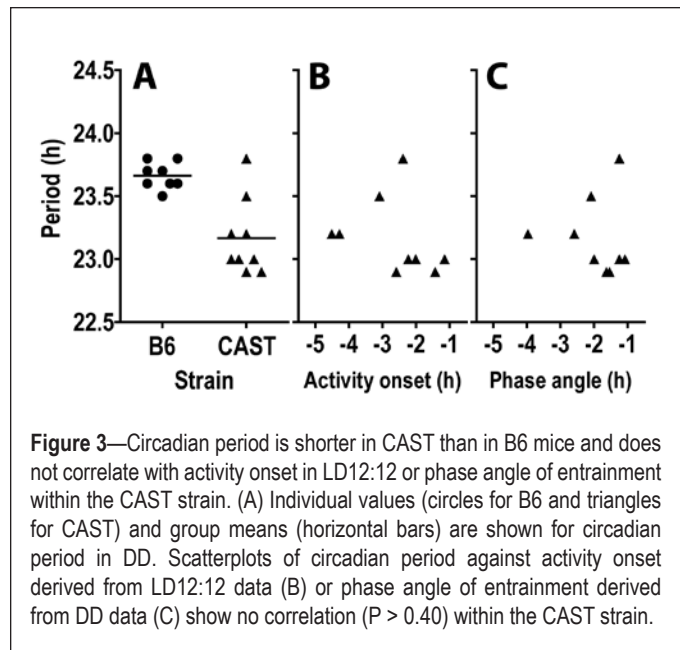 A
B
C
24.5
24.0
23.5
23.0
22.5
Period (h)
B6 CAST
-5 -4 -3 -2 -1
-5 -4 -3 -2 -1
Strain
Activity onset (h)
Phase angle (h)
Figure 3—Circadian period is shorter in CAST than in B6 mice and does
not correlate with activity onset in LD12:12 or phase angle of entrainment
within the CAST strain. (A) Individual values (circles for B6 and triangles
for CAST) and group means (horizontal bars) are shown for circadian
period in DD. Scatterplots of circadian period against activity onset
derived from LD12:12 data (B) or phase angle of entrainment derived
from DD data (C) show no correlation (P > 0.40) within the CAST strain.